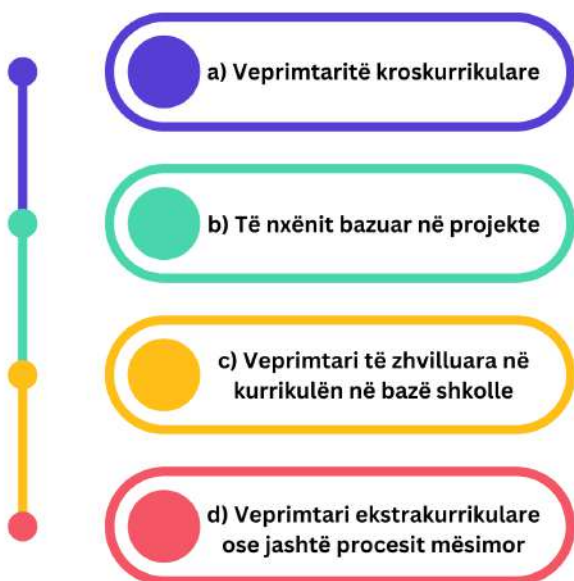 a) Veprimtaritë kroskurrikulare
b) Të nxënit bazuar në projekte
c) Veprimtari të zhvilluara në
kurrikulën në bazë shkolle
d) Veprimtari ekstrakurrikulare
ose jashtë procesit mësimor